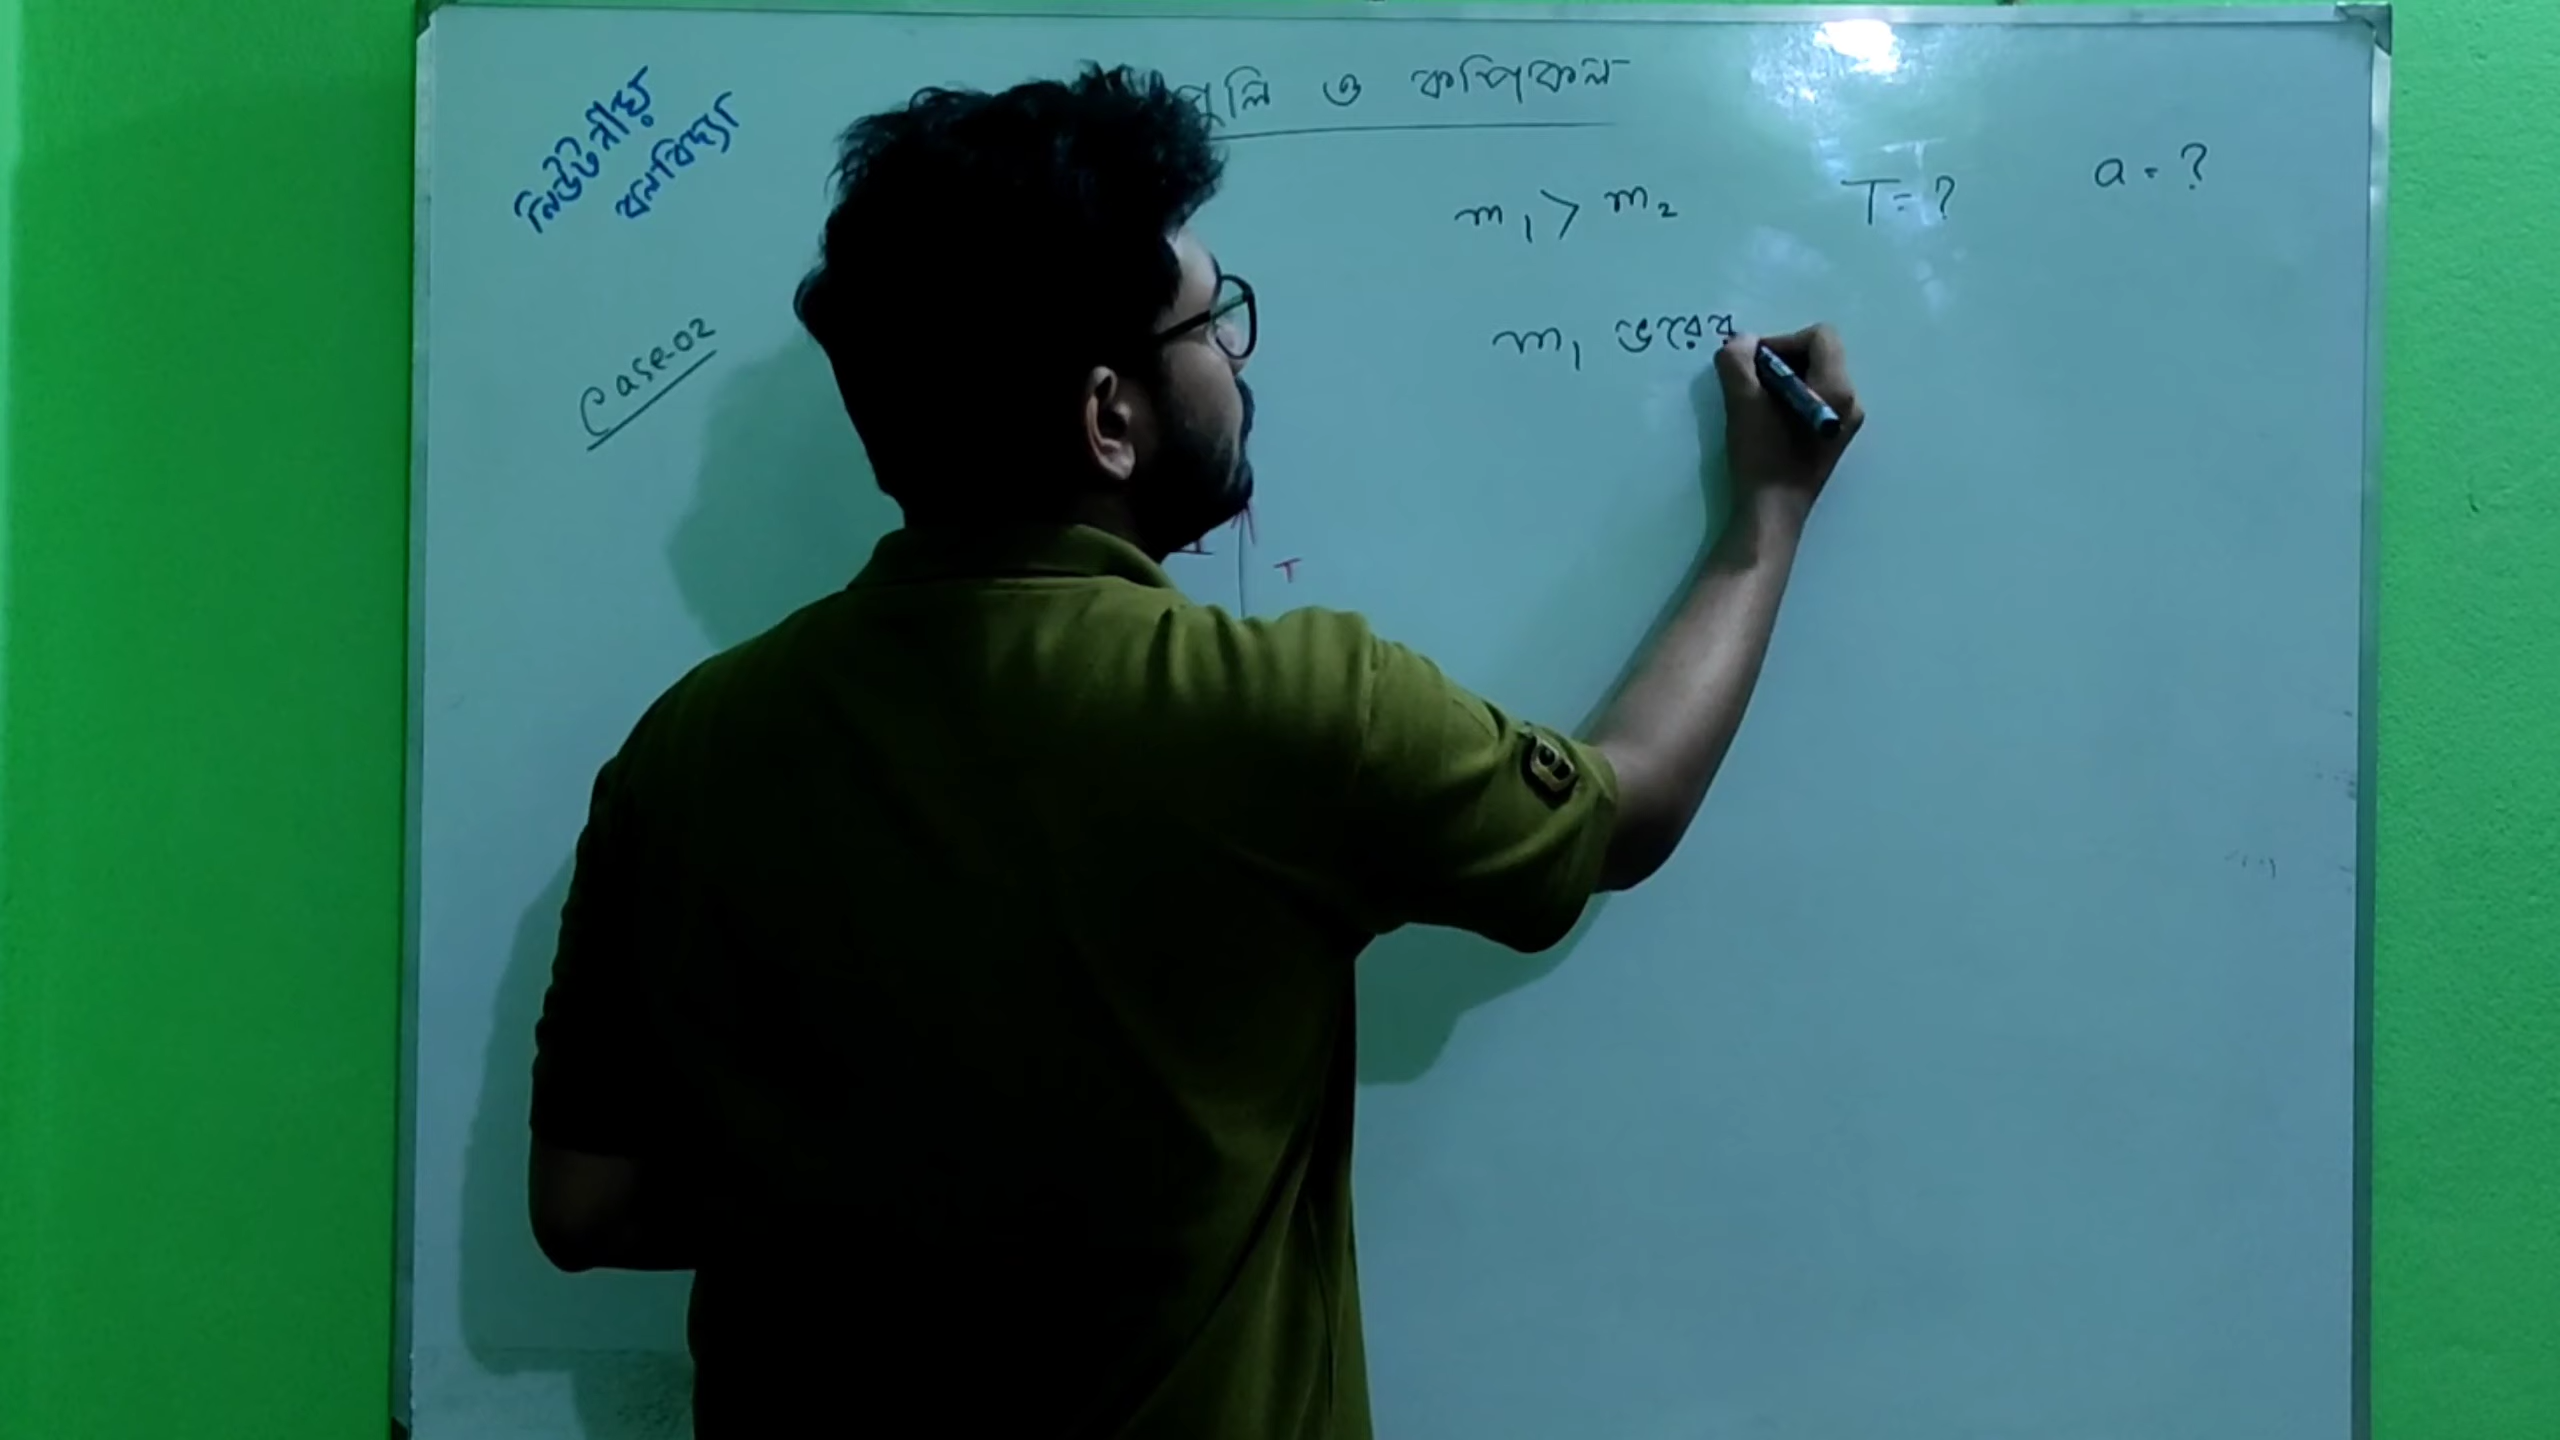 পুলি ও কপিকল
নিউটনীয়
বলবিদ্যা
m₁ > m₂ T = ? a = ?
Case-02
m₁ ভরের
T